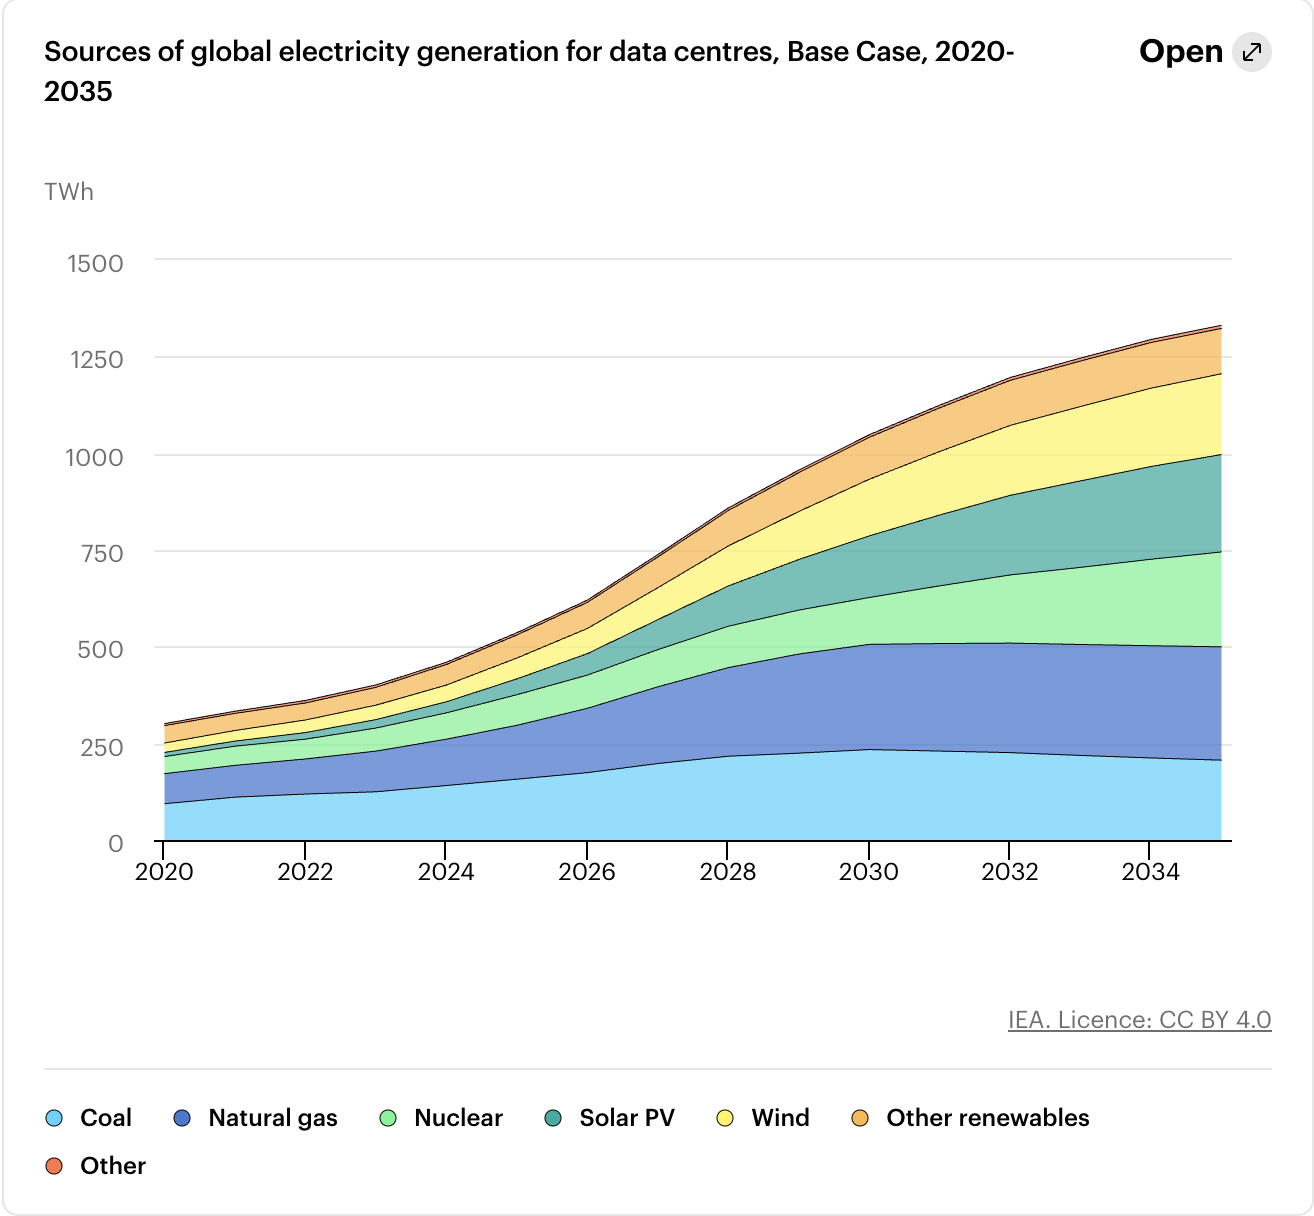 Sources of global electricity generation for data centres, Base Case, 2020-
2035
Open
TWh
1500
1250
1000
750
500
250
0
2020 2022 2024 2026 2028 2030 2032 2034
IEA. Licence: CC BY 4.0
Coal Natural gas Nuclear Solar PV Wind Other renewables
Other